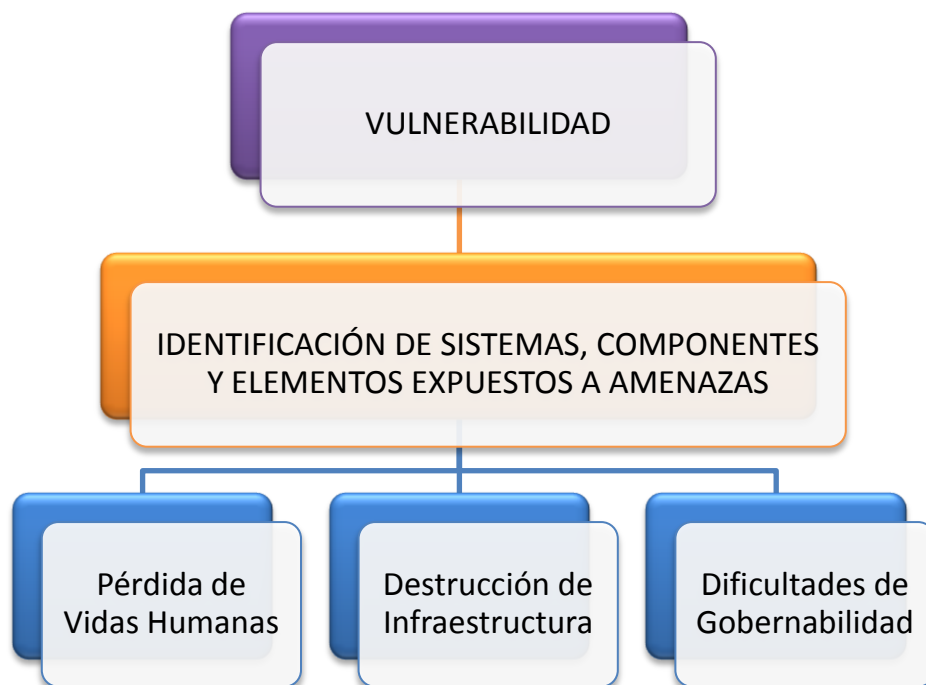 VULNERABILIDAD
IDENTIFICACIÓN DE SISTEMAS, COMPONENTES
Y ELEMENTOS EXPUESTOS A AMENAZAS
Pérdida de
Vidas Humanas
Destrucción de
Infraestructura
Dificultades de
Gobernabilidad